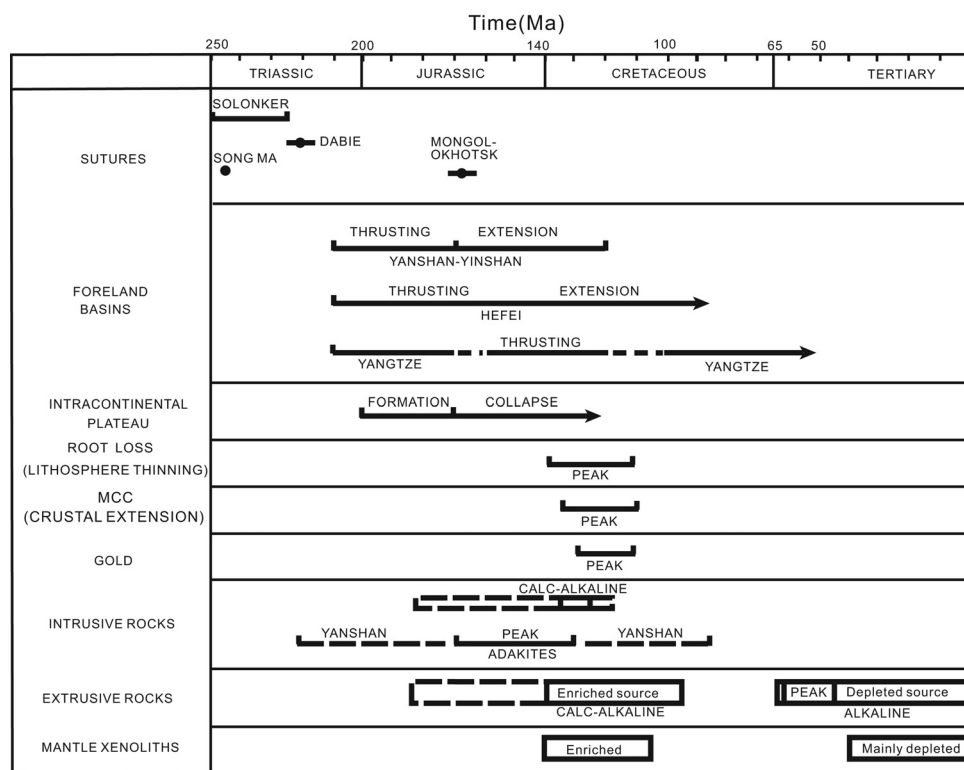 Time(Ma)
250 200 140 100 65 50
TRIASSIC JURASSIC CRETACEOUS TERTIARY
SUTURES
SOLONKER
DABIE
SONG MA
MONGOL-
OKHOTSK
FORELAND
BASINS
THRUSTING EXTENSION
YANSHAN-YINSHAN
THRUSTING EXTENSION
HEFEI
THRUSTING
YANGTZE YANGTZE
INTRACONTINENTAL
PLATEAU
FORMATION COLLAPSE
ROOT LOSS
(LITHOSPHERE THINNING)
PEAK
MCC
(CRUSTAL EXTENSION)
PEAK
GOLD
PEAK
INTRUSIVE ROCKS
CALC-ALKALINE
YANSHAN PEAK YANSHAN
ADAKITES
EXTRUSIVE ROCKS
Enriched source PEAK Depleted source
CALC-ALKALINE ALKALINE
MANTLE XENOLITHS
Enriched Mainly depleted